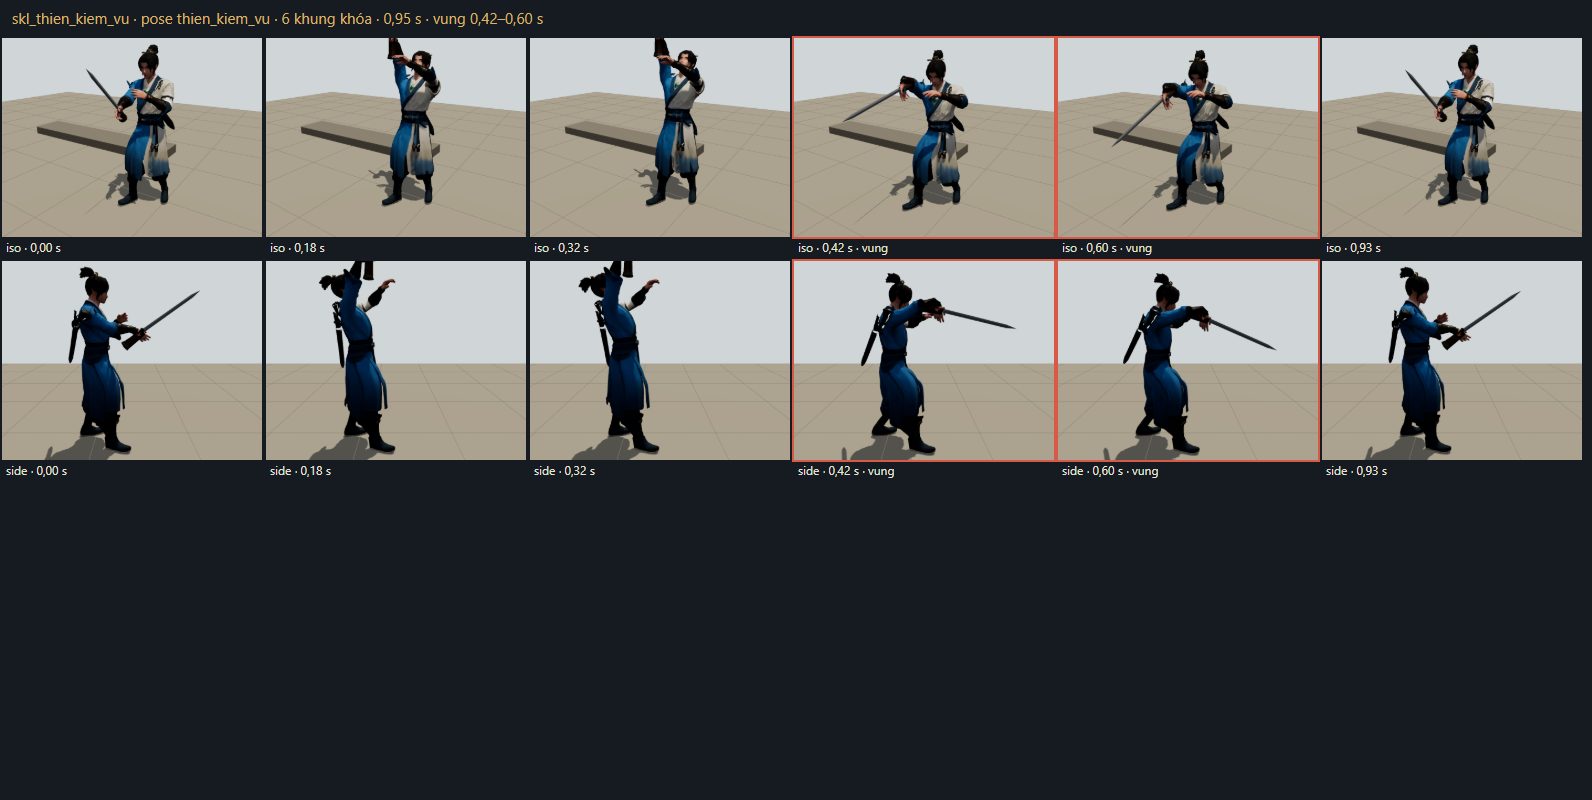 skl_thien_kiem_vu · pose thien_kiem_vu · 6 khung khóa · 0,95 s · vung 0,42–0,60 s
iso · 0,00 s
iso · 0,18 s
iso · 0,32 s
iso · 0,42 s · vung
iso · 0,60 s · vung
iso · 0,93 s
side · 0,00 s
side · 0,18 s
side · 0,32 s
side · 0,42 s · vung
side · 0,60 s · vung
side · 0,93 s